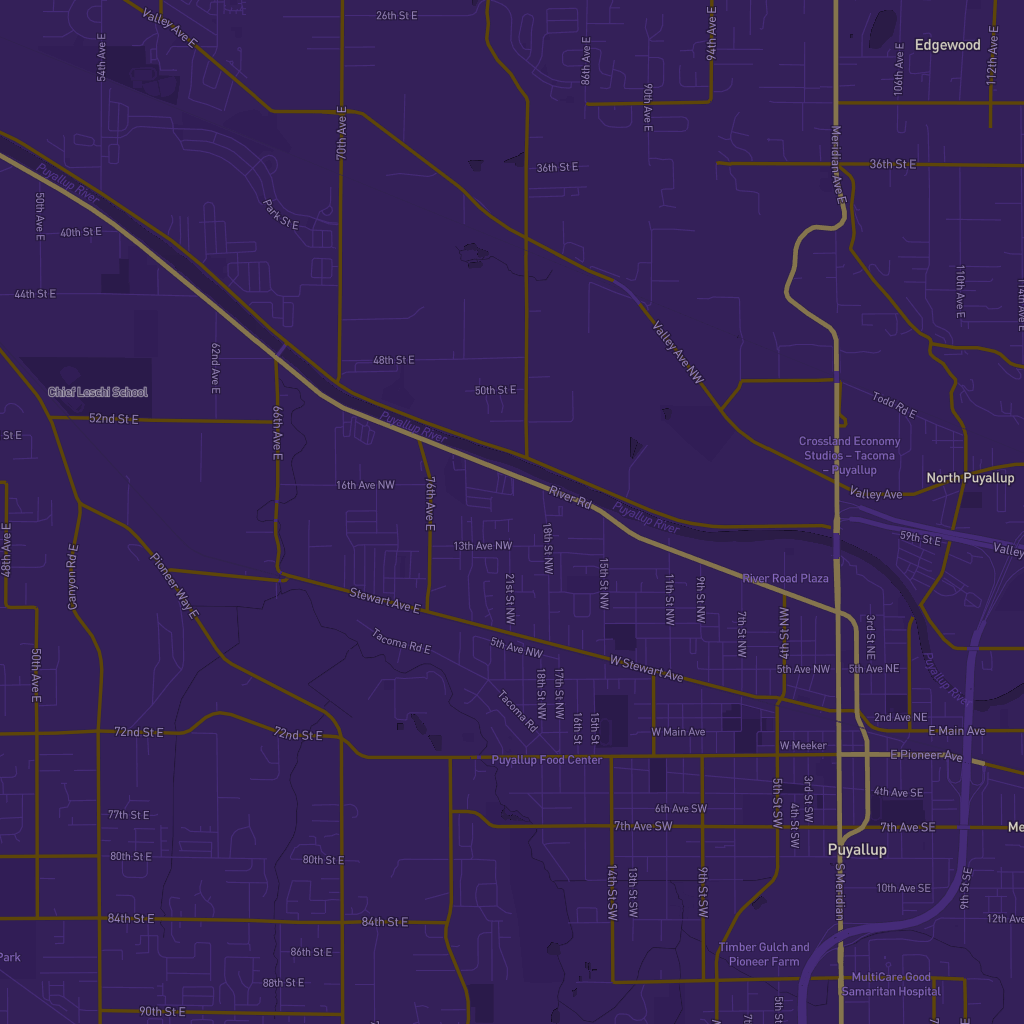 26th St E
Valley Ave E
54th Ave E
86th Ave E
94th Ave E
Edgewood
106th Ave E
112th Ave E
90th Ave E
70th Ave E
Meridian Ave E
36th St E
36th St E
Puyallup River
50th Ave E
40th St E
Park St E
44th St E
110th Ave E
114th Ave E
62nd Ave E
48th St E
Valley Ave NW
50th St E
Chief Leschi School
52nd St E
St E
66th Ave E
Puyallup River
Todd Rd E
Crossland Economy
Studios – Tacoma
– Puyallup
North Puyallup
16th Ave NW
76th Ave E
River Rd
Valley Ave
Puyallup River
48th Ave E
Canyon Rd E
Pioneer Way E
13th Ave NW
18th St NW
59th St E
Valley
15th St NW
11th St NW
9th St NW
River Road Plaza
21st St NW
Stewart Ave E
7th St NW
4th St NW
3rd St NE
Tacoma Rd E
5th Ave NW
W Stewart Ave
5th Ave NW
5th Ave NE
Puyallup River
50th Ave E
18th St NW
17th St NW
Tacoma Rd
16th St
15th St
2nd Ave NE
72nd St E
72nd St E
W Main Ave
E Main Ave
W Meeker
E Pioneer Ave
Puyallup Food Center
5th St SW
3rd St SW
4th St SW
4th Ave SE
77th St E
6th Ave SW
7th Ave SW
7th Ave SE
Me
Puyallup
80th St E
80th St E
14th St SW
13th St SW
9th St SW
S Meridian
10th Ave SE
9th St SE
84th St E
84th St E
12th Ave
86th St E
Timber Gulch and
Pioneer Farm
Park
88th St E
MultiCare Good
Samaritan Hospital
90th St E
5th St
7th
7
E